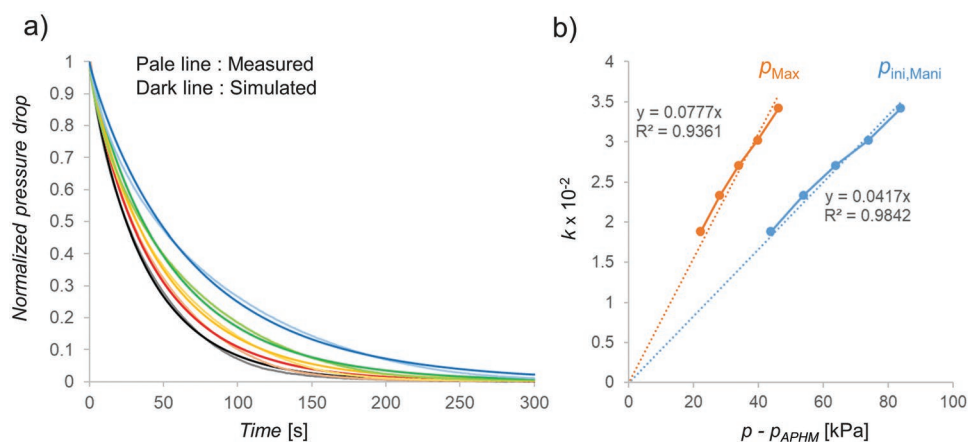 a)
Pale line : Measured
Dark line : Simulated
Normalized pressure drop
1
0.9
0.8
0.7
0.6
0.5
0.4
0.3
0.2
0.1
0
0 50 100 150 200 250 300
Time [s]
b)
pMax
pini,Mani
y = 0.0777x
R² = 0.9361
y = 0.0417x
R² = 0.9842
k x 10-2
4
3.5
3
2.5
2
1.5
1
0.5
0
0 20 40 60 80 100
p - pAPHM [kPa]